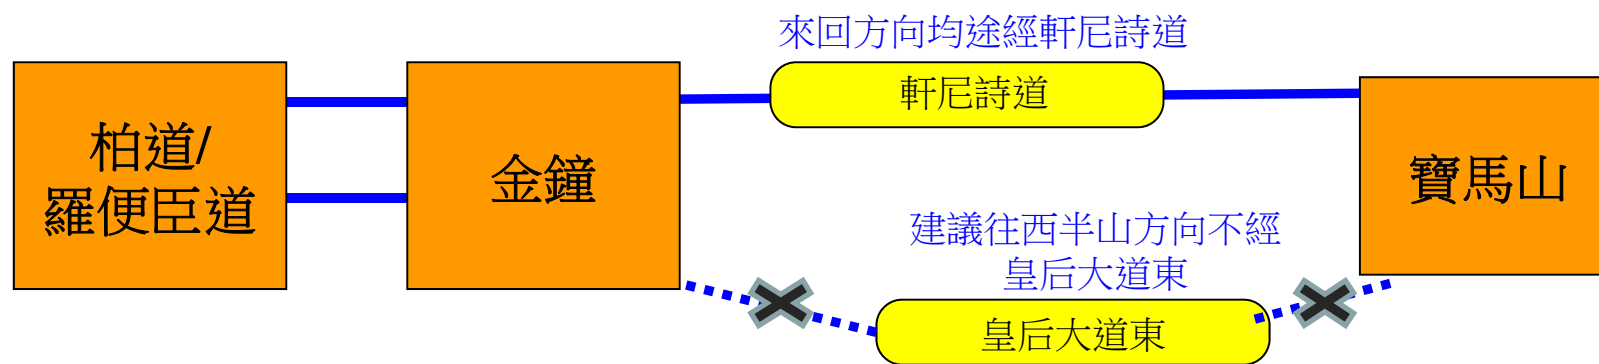 來回方向均途經軒尼詩道
軒尼詩道
柏道/
羅便臣道
金鐘
寶馬山
建議往西半山方向不經
皇后大道東
皇后大道東